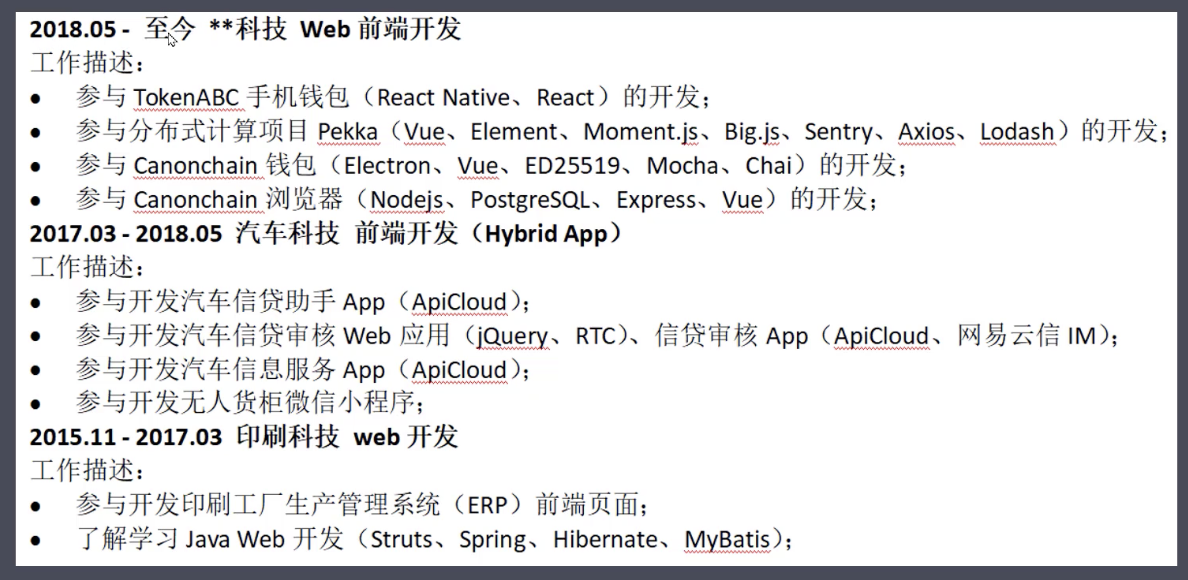 2018.05 - 至今 **科技 Web 前端开发
工作描述：
● 参与 TokenABC 手机钱包（React Native、React）的开发；
● 参与分布式计算项目 Pekka（Vue、Element、Moment.js、Big.js、Sentry、Axios、Lodash）的开发；
● 参与 Canonchain 钱包（Electron、Vue、ED25519、Mocha、Chai）的开发；
● 参与 Canonchain 浏览器（Nodejs、PostgreSQL、Express、Vue）的开发；
2017.03 - 2018.05 汽车科技 前端开发（Hybrid App）
工作描述：
● 参与开发汽车信贷助手 App（ApiCloud）；
● 参与开发汽车信贷审核 Web 应用（jQuery、RTC）、信贷审核 App（ApiCloud、网易云信 IM）；
● 参与开发汽车信息服务 App（ApiCloud）；
● 参与开发无人货柜微信小程序；
2015.11 - 2017.03 印刷科技 web 开发
工作描述：
● 参与开发印刷工厂生产管理系统（ERP）前端页面；
● 了解学习 Java Web 开发（Struts、Spring、Hibernate、MyBatis）；